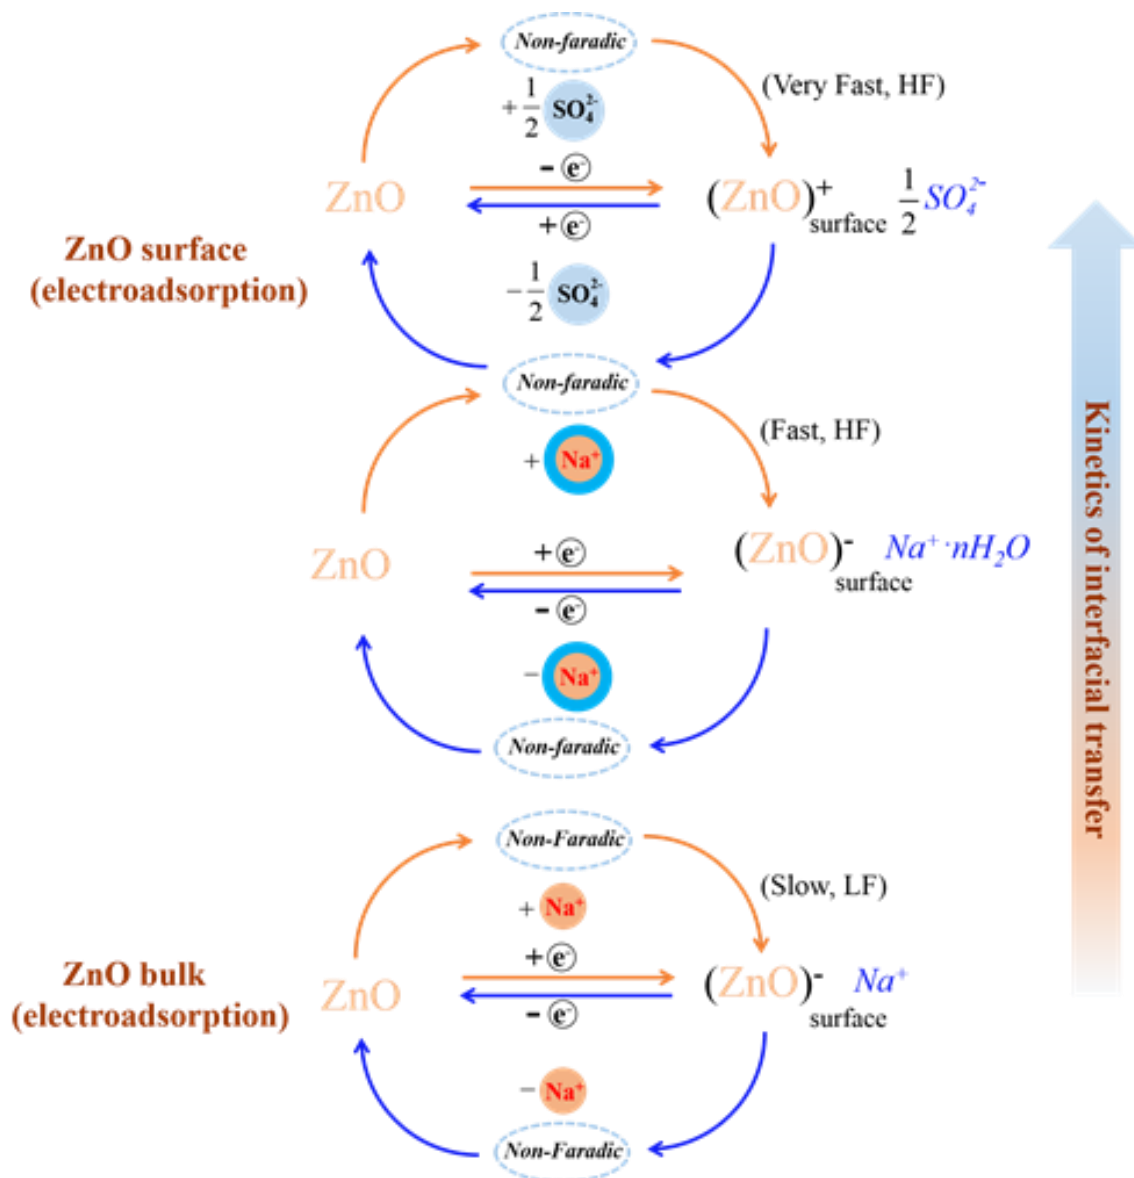 Non-faradic
(Very Fast, HF)
+ 1/2 SO₄²⁻
- e⁻
ZnO
(ZnO)⁺ surface 1/2 SO₄²⁻
+ e⁻
ZnO surface
(electroadsorption)
− 1/2 SO₄²⁻
Non-faradic
(Fast, HF)
+ Na⁺
+ e⁻
ZnO
(ZnO)⁻ surface Na⁺·nH₂O
- e⁻
− Na⁺
Non-faradic
Non-Faradic
(Slow, LF)
+ Na⁺
+ e⁻
ZnO bulk
(electroadsorption)
ZnO
(ZnO)⁻ surface Na⁺
- e⁻
− Na⁺
Non-Faradic
Kinetics of interfacial transfer